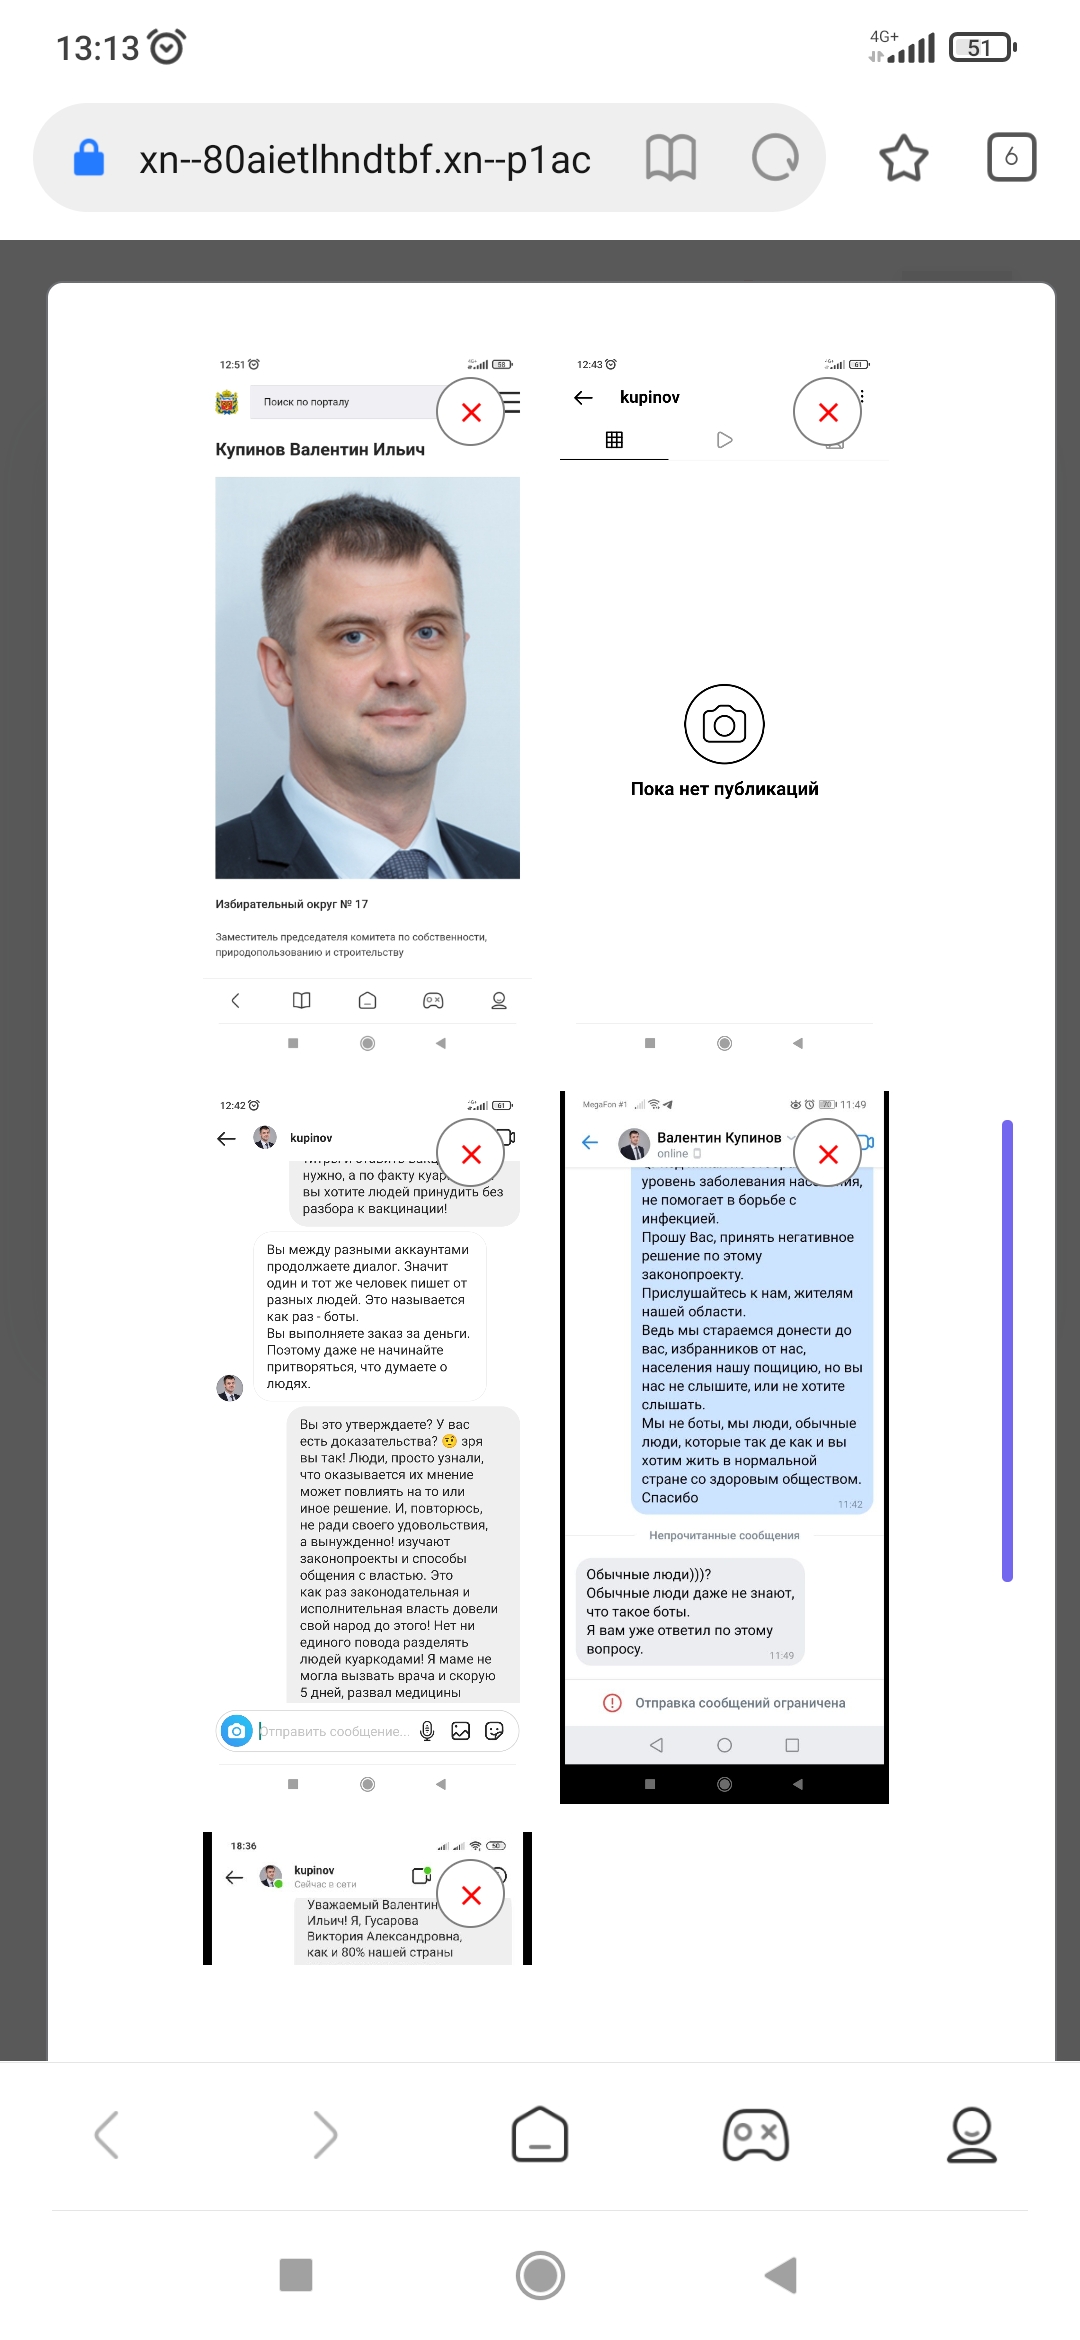 13:13
4G+
51
xn--80aietlhndtbf.xn--p1ac
6
12:51
4G+
58
Поиск по порталу
Купинов Валентин Ильич
Избирательный округ № 17
Заместитель председателя комитета по собственности,
природопользованию и строительству
12:43
4G+
61
kupinov
Пока нет публикаций
12:42
4G+
61
kupinov
нужно, а по факту
вы хотите людей принудить без
разбора к вакцинации!
Вы между разными аккаунтами
продолжаете диалог. Значит
один и тот же человек пишет от
разных людей. Это называется
как раз - боты.
Вы выполняете заказ за деньги.
Поэтому даже не начинайте
притворяться, что думаете о
людях.
Вы это утверждаете? У вас
есть доказательства? 🤨 зря
вы так! Люди, просто узнали,
что оказывается их мнение
может повлиять на то или
иное решение. И, повторюсь,
не ради своего удовольствия,
а вынужденно! изучают
законопроекты и способы
общения с властью. Это
как раз законодательная и
исполнительная власть довели
свой народ до этого! Нет ни
единого повода разделять
людей куаркодами! Я маме не
могла вызвать врача и скорую
5 дней, развал медицины
Отправить сообщение...
MegaFon #1
11:49
Валентин Купинов
online
уровень заболевания
не помогает в борьбе с
инфекцией.
Прошу Вас, принять негативное
решение по этому
законопроекту.
Прислушайтесь к нам, жителям
нашей области.
Ведь мы стараемся донести до
вас, избранников от нас,
населения нашу пощицию, но вы
нас не слышите, или не хотите
слышать.
Мы не боты, мы люди, обычные
люди, которые так де как и вы
хотим жить в нормальной
стране со здоровым обществом.
Спасибо
11:42
Непрочитанные сообщения
Обычные люди)))?
Обычные люди даже не знают,
что такое боты.
Я вам уже ответил по этому
вопросу.
11:49
Отправка сообщений ограничена
18:36
50
kupinov
Сейчас в сети
Уважаемый Валентин
Ильич! Я, Гусарова
Виктория Александровна,
как и 80% нашей страны